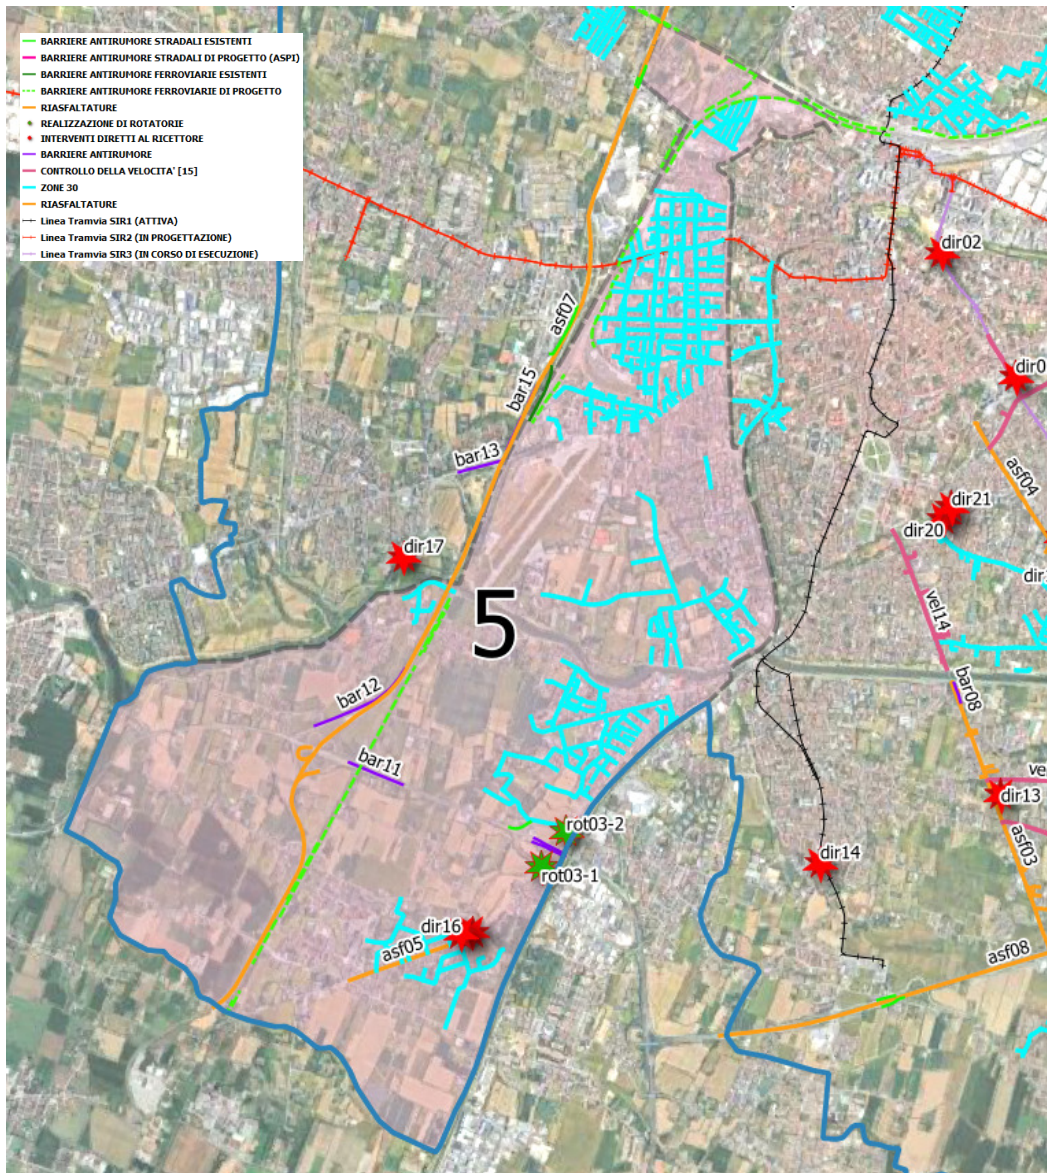 BARRIERE ANTIRUMORE STRADALI ESISTENTI
BARRIERE ANTIRUMORE STRADALI DI PROGETTO (ASPI)
BARRIERE ANTIRUMORE FERROVIARIE ESISTENTI
BARRIERE ANTIRUMORE FERROVIARIE DI PROGETTO
RIASFALTATURE
REALIZZAZIONE DI ROTATORIE
INTERVENTI DIRETTI AL RICETTORE
BARRIERE ANTIRUMORE
CONTROLLO DELLA VELOCITA' [15]
ZONE 30
RIASFALTATURE
Linea Tramvia SIR1 (ATTIVA)
Linea Tramvia SIR2 (IN PROGETTAZIONE)
Linea Tramvia SIR3 (IN CORSO DI ESECUZIONE)
dir02
asf07
dir0
bar15
bar13
asf04
dir21
dir20
dir17
dir
5
vel14
bar12
bar08
bar11
ve
dir13
rot03-2
asf03
dir14
rot03-1
dir16
asf05
asf08